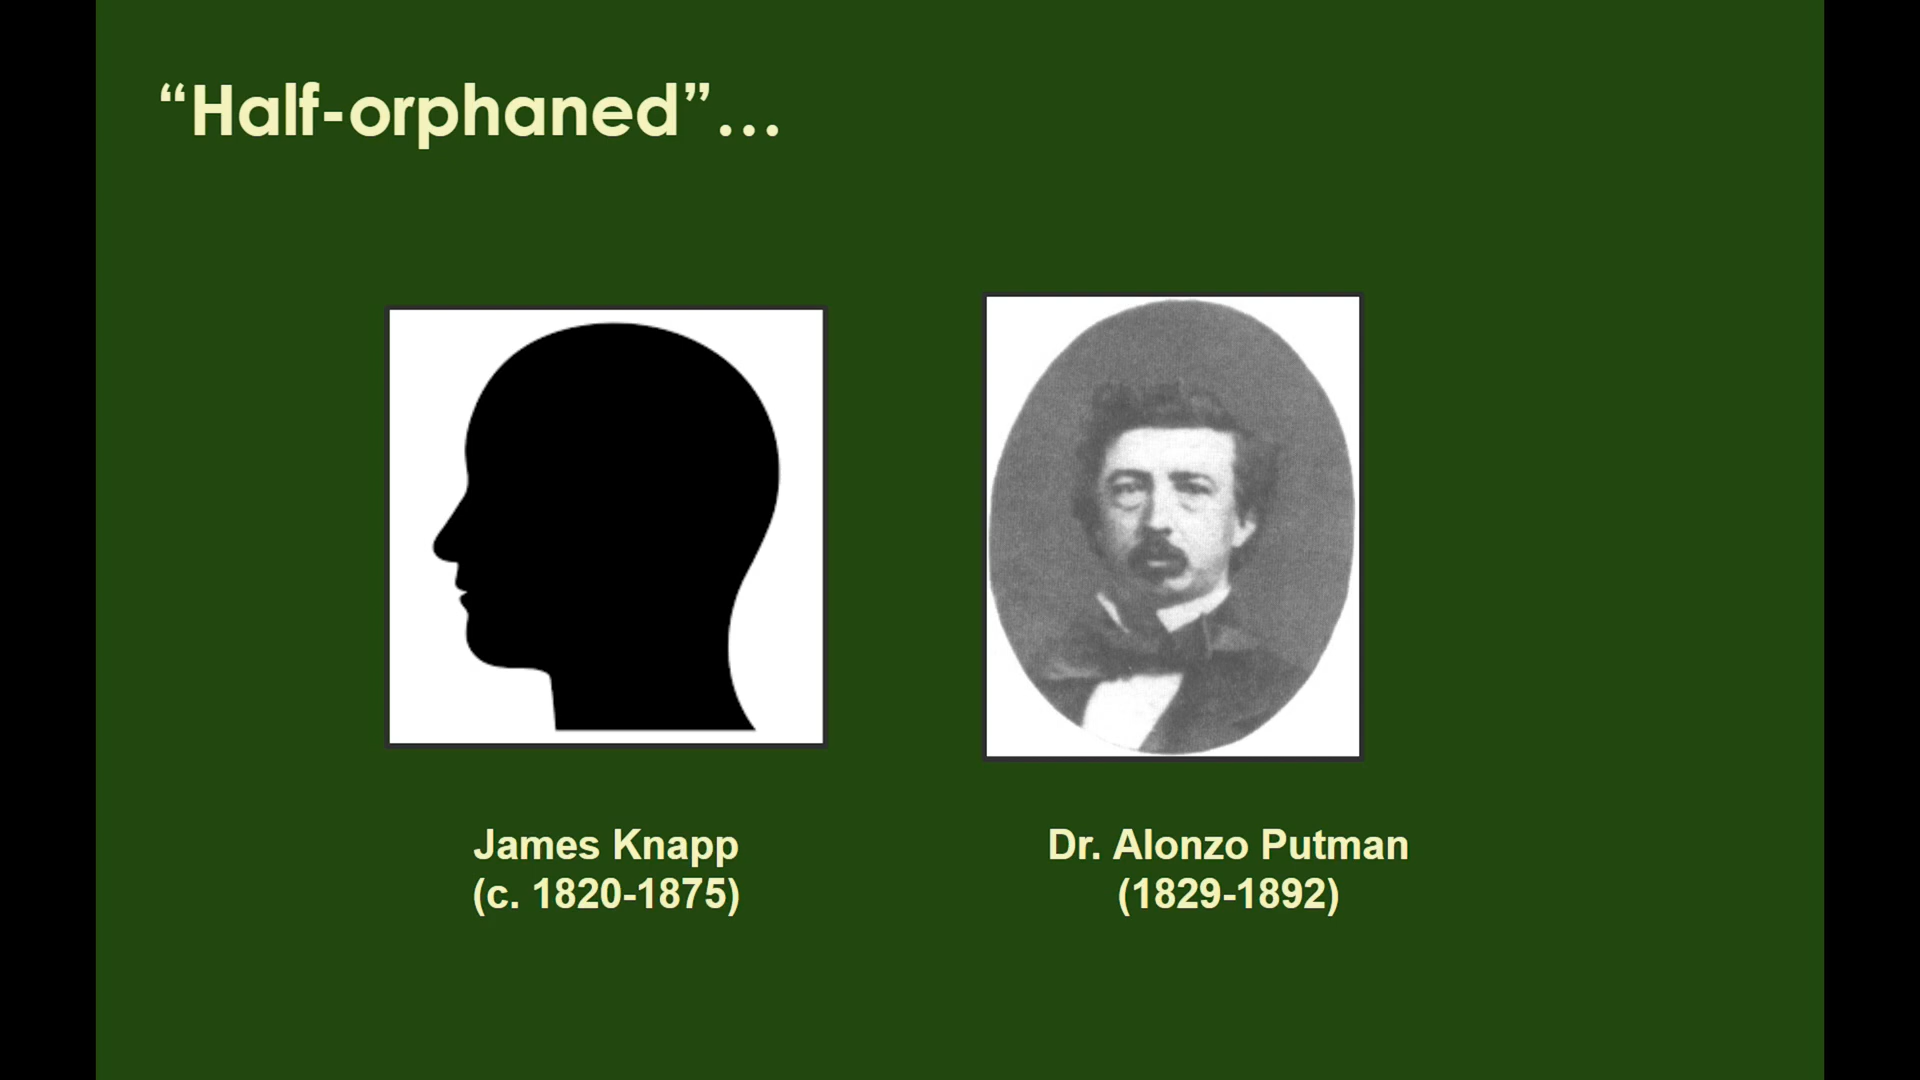 “Half-orphaned”…
James Knapp
(c. 1820-1875)
Dr. Alonzo Putman
(1829-1892)